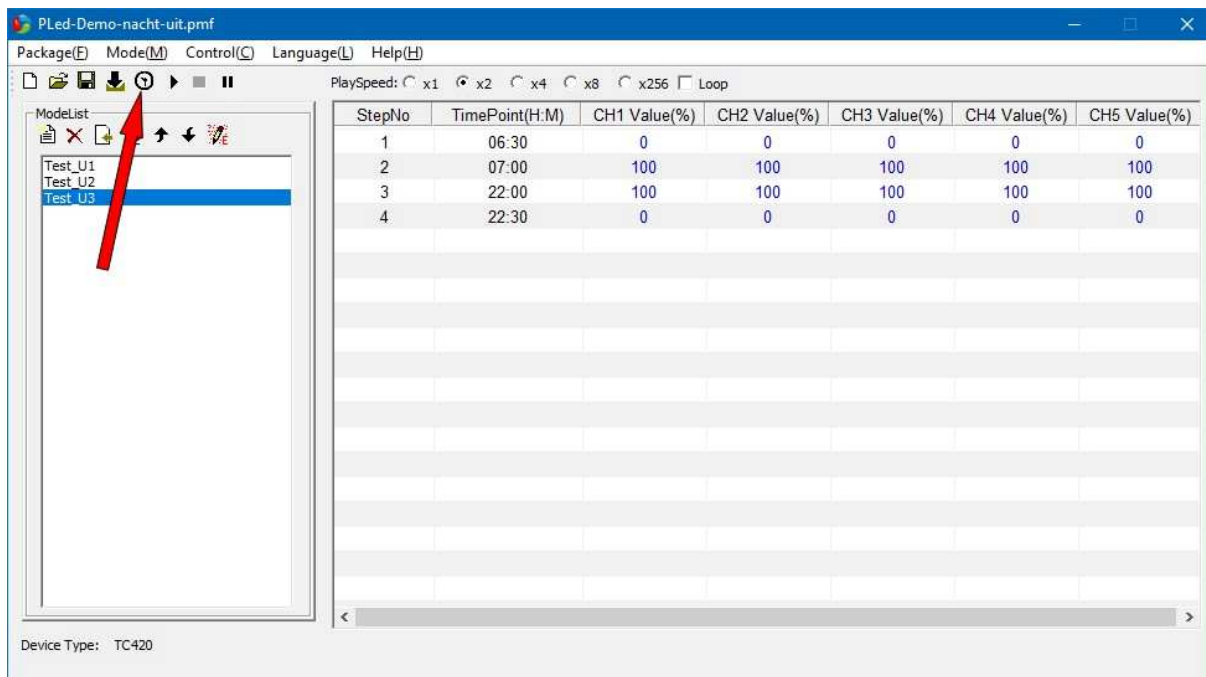 PLed-Demo-nacht-uit.pmf
Package(F) Mode(M) Control(C) Language(L) Help(H)
PlaySpeed: x1 x2 x4 x8 x256 Loop
ModeList
Test_U1
Test_U2
Test_U3
StepNo TimePoint(H:M) CH1 Value(%) CH2 Value(%) CH3 Value(%) CH4 Value(%) CH5 Value(%)
1 06:30 0 0 0 0 0
2 07:00 100 100 100 100 100
3 22:00 100 100 100 100 100
4 22:30 0 0 0 0 0
Device Type: TC420